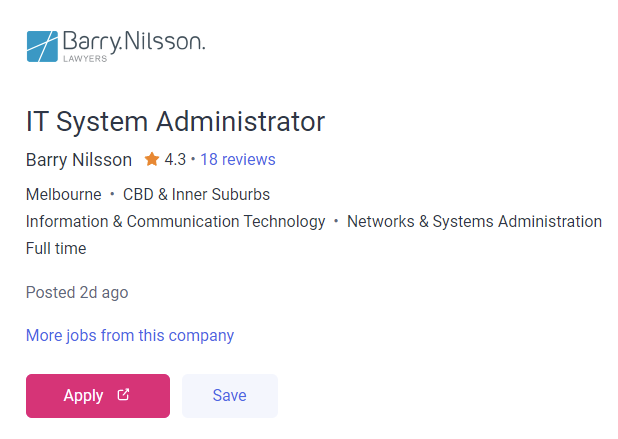 Barry.Nilsson.
LAWYERS
IT System Administrator
Barry Nilsson 4.3 • 18 reviews
Melbourne • CBD & Inner Suburbs
Information & Communication Technology • Networks & Systems Administration
Full time
Posted 2d ago
More jobs from this company
Apply Save